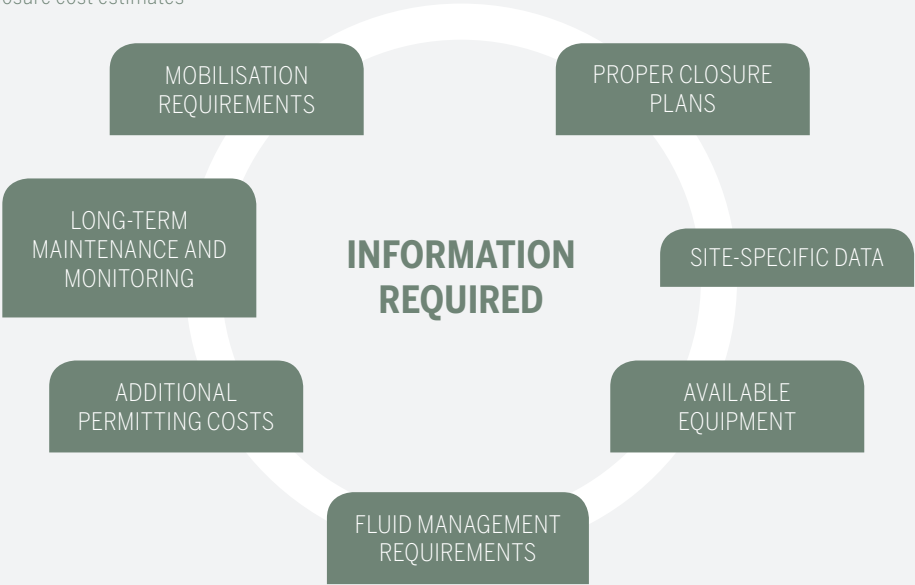 cost estimates
MOBILISATION
REQUIREMENTS
PROPER CLOSURE
PLANS
LONG-TERM
MAINTENANCE AND
MONITORING
INFORMATION
REQUIRED
SITE-SPECIFIC DATA
ADDITIONAL
PERMITTING COSTS
AVAILABLE
EQUIPMENT
FLUID MANAGEMENT
REQUIREMENTS